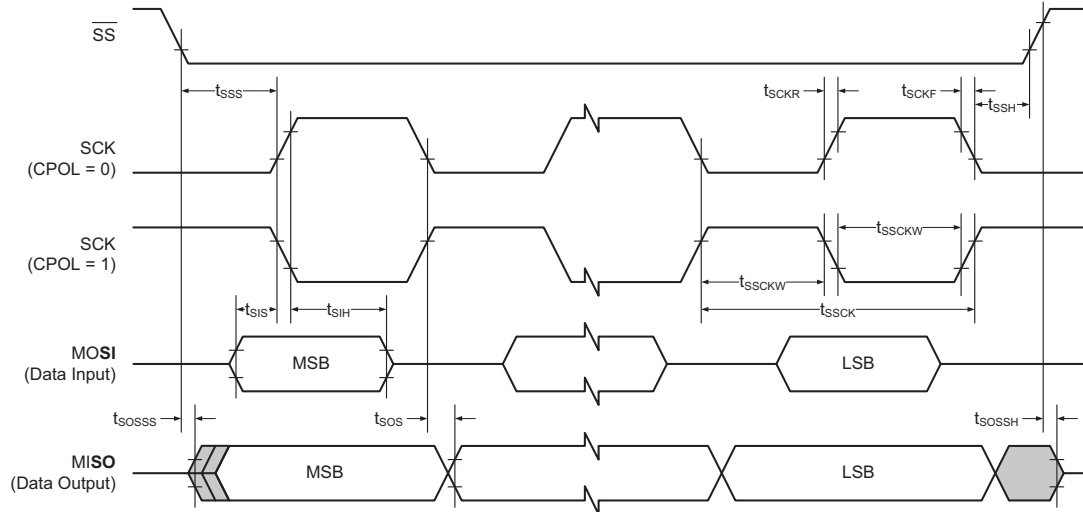 SS
tSSS
tSCKR
tSCKF
tSSH
SCK
(CPOL = 0)
SCK
(CPOL = 1)
tSSCKW
tSSCKW
tSIS
tSIH
tSSCK
MOSI
(Data Input)
MSB
LSB
tSOSSS
tSOS
tSOSSH
MISO
(Data Output)
MSB
LSB